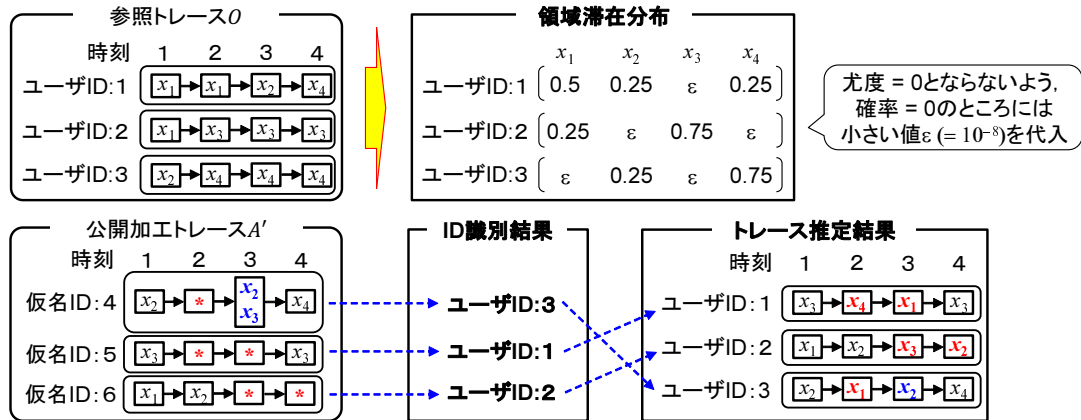 参照トレースO
時刻 1 2 3 4
ユーザID:1 x1 x1 x2 x4
ユーザID:2 x1 x3 x3 x3
ユーザID:3 x2 x4 x4 x4
領域滞在分布
x1 x2 x3 x4
ユーザID:1 0.5 0.25 ε 0.25
ユーザID:2 0.25 ε 0.75 ε
ユーザID:3 ε 0.25 ε 0.75
尤度 = 0とならないよう,
確率 = 0のところには
小さい値ε (= 10⁻⁸)を代入
公開加工トレースA'
時刻 1 2 3 4
仮名ID:4 x2 * x2 x3 x4
仮名ID:5 x3 * * x3
仮名ID:6 x1 x2 * *
ID識別結果
ユーザID:3
ユーザID:1
ユーザID:2
トレース推定結果
時刻 1 2 3 4
ユーザID:1 x3 x4 x1 x3
ユーザID:2 x1 x2 x3 x2
ユーザID:3 x2 x1 x2 x4